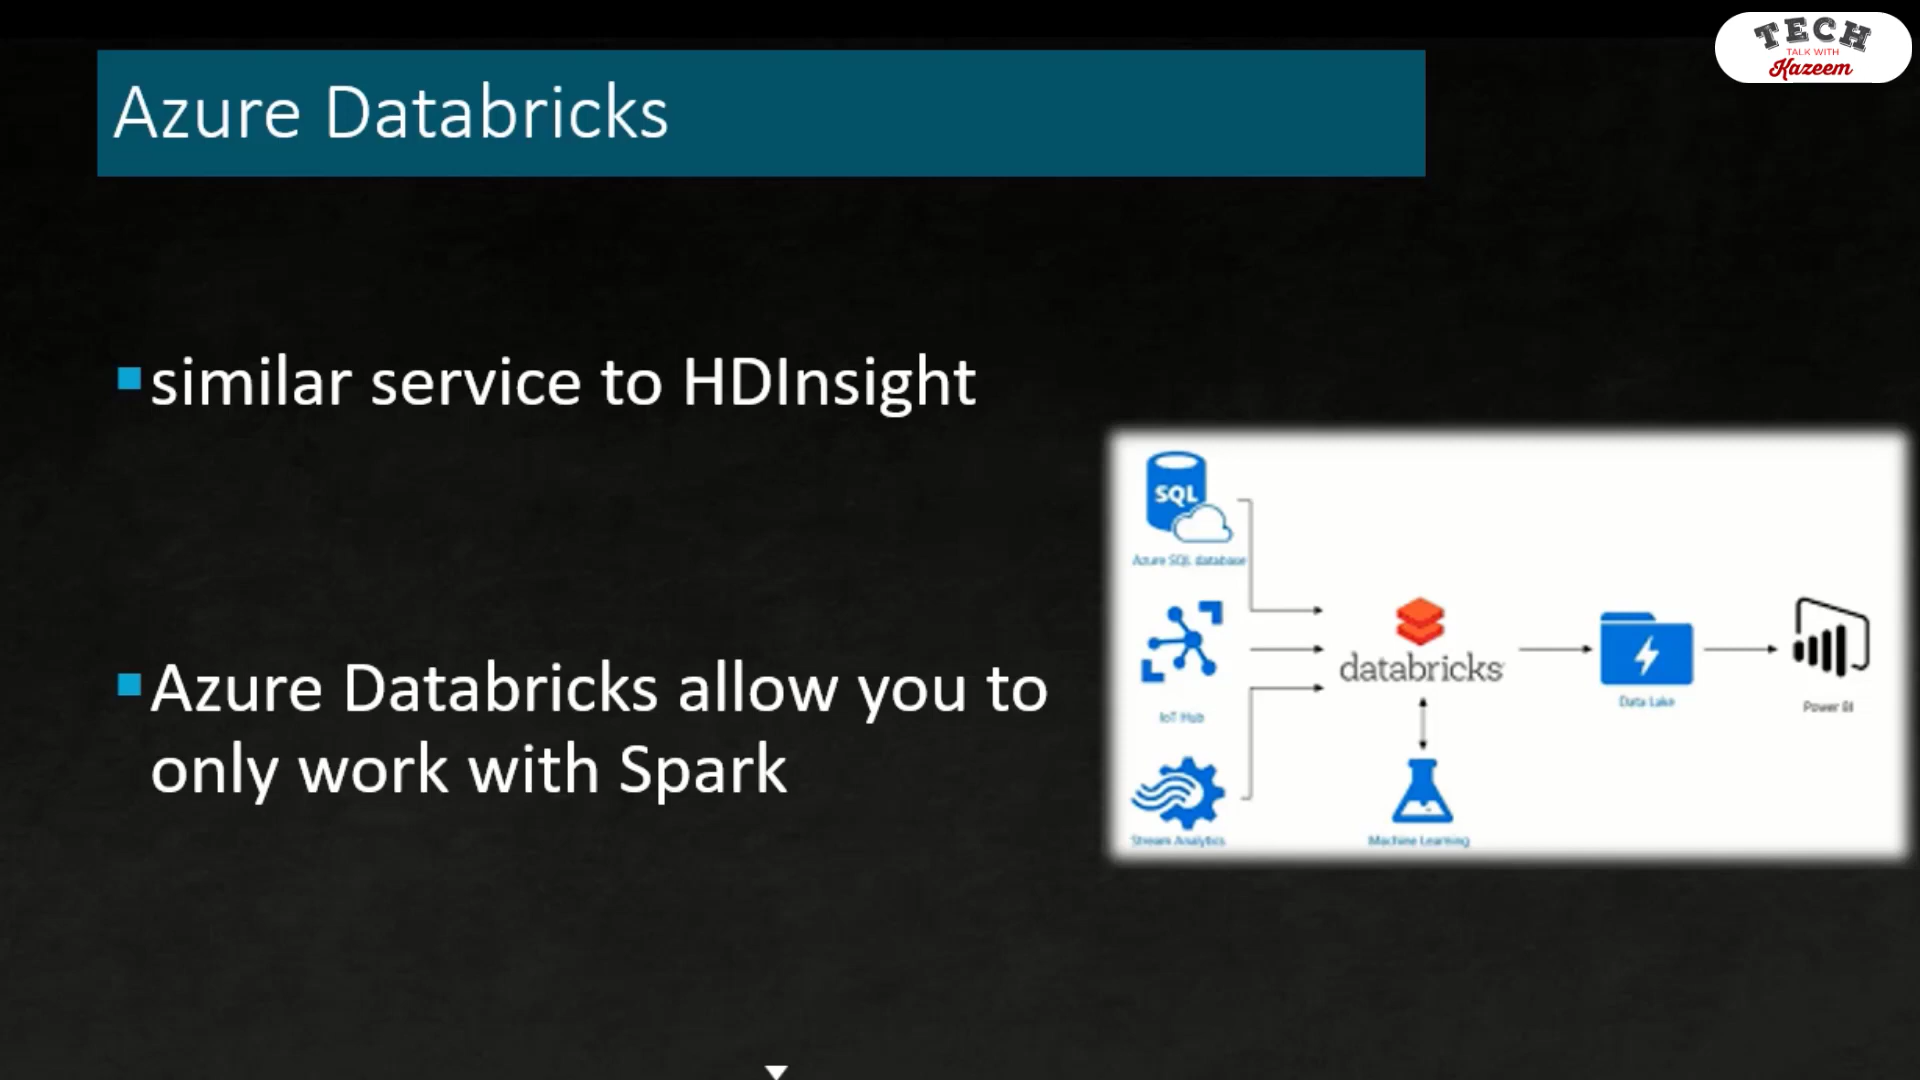 TECH
TALK WITH
Kazeem
Azure Databricks
similar service to HDInsight
Azure Databricks allow you to
only work with Spark
SQL
Azure SQL database
IoT Hub
Stream Analytics
databricks
Machine Learning
Data Lake
Power BI